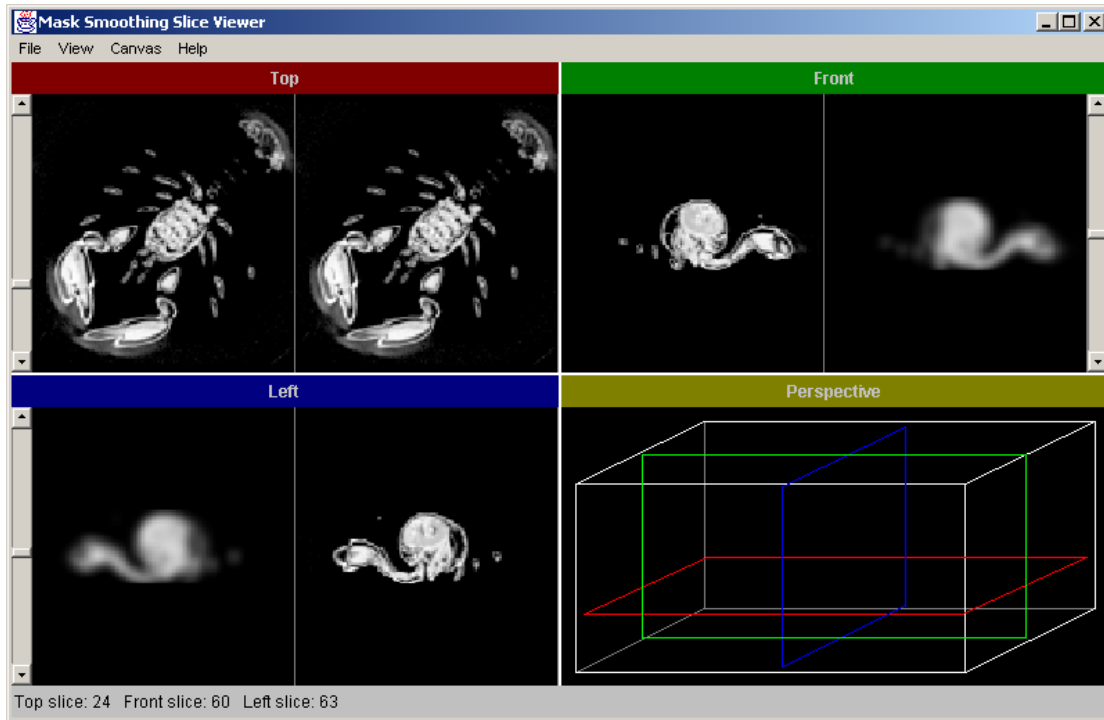 Mask Smoothing Slice Viewer
File View Canvas Help
Top
Front
Left
Perspective
Top slice: 24 Front slice: 60 Left slice: 63